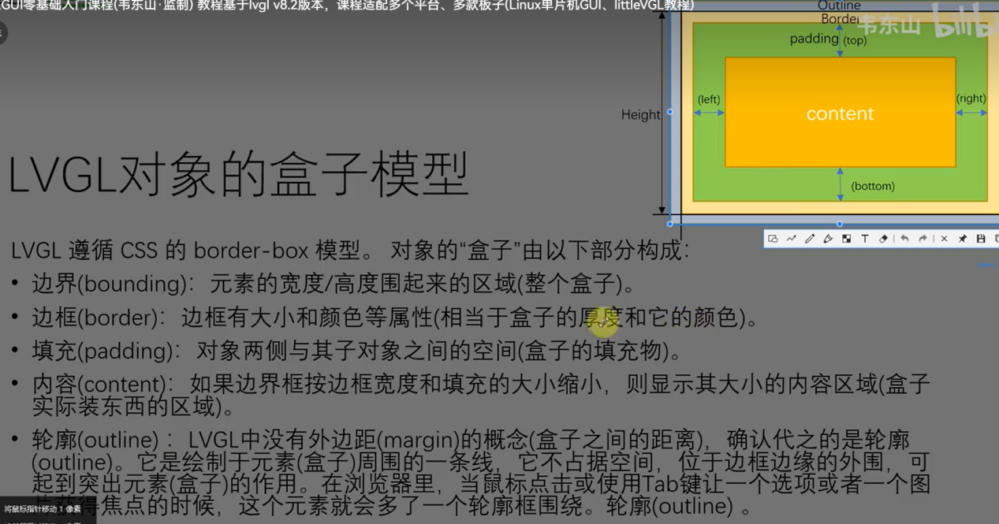 GUI零基础入门课程(韦东山·监制) 教程基于lvgl v8.2版本，课程适配多个平台、多款板子(Linux单片机GUI、littleVGL教程)
Outline
Border
韦东山
padding (top)
(left)
(right)
Height
content
(bottom)
LVGL对象的盒子模型
LVGL 遵循 CSS 的 border-box 模型。 对象的“盒子”由以下部分构成：
• 边界(bounding)：元素的宽度/高度围起来的区域(整个盒子)。
• 边框(border)：边框有大小和颜色等属性(相当于盒子的厚度和它的颜色)。
• 填充(padding)：对象两侧与其子对象之间的空间(盒子的填充物)。
• 内容(content)：如果边界框按边框宽度和填充的大小缩小，则显示其大小的内容区域(盒子
实际装东西的区域)。
• 轮廓(outline) ：LVGL中没有外边距(margin)的概念(盒子之间的距离)，确认代之的是轮廓
(outline)。它是绘制于元素(盒子)周围的一条线，它不占据空间，位于边框边缘的外围，可
起到突出元素(盒子)的作用。在浏览器里，当鼠标点击或使用Tab键让一个选项或者一个图
得焦点的时候，这个元素就会多了一个轮廓框围绕。轮廓(outline) 。
将鼠标指针移动 1 像素